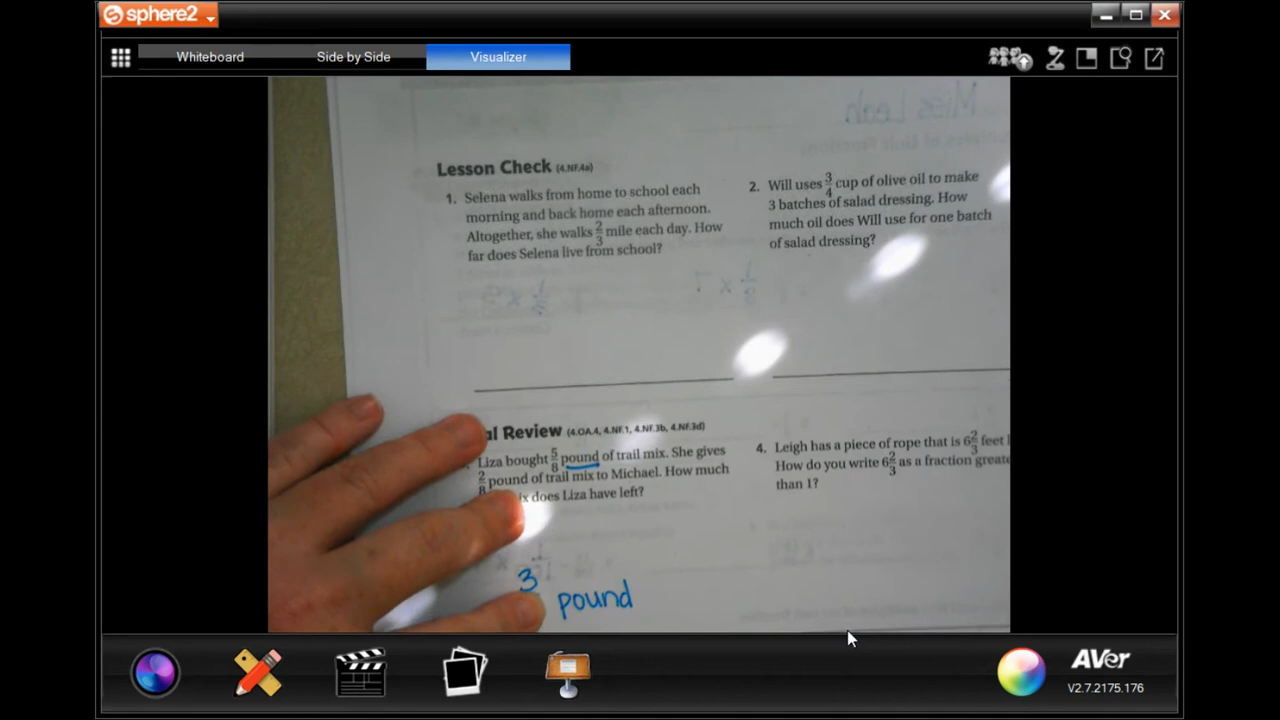 sphere2
Whiteboard Side by Side Visualizer
Miss Leah
Lesson Check (4.NF.4a)
1. Selena walks from home to school each
morning and back home each afternoon.
Altogether, she walks 2/3 mile each day. How
far does Selena live from school?
2. Will uses 3/4 cup of olive oil to make
3 batches of salad dressing. How
much oil does Will use for one batch
of salad dressing?
al Review (4.OA.4, 4.NF.1, 4.NF.3b, 4.NF.3d)
Liza bought 5/8 pound of trail mix. She gives
2/8 pound of trail mix to Michael. How much
ix does Liza have left?
3 pound
4. Leigh has a piece of rope that is 6 2/3 feet l
How do you write 6 2/3 as a fraction greate
than 1?
AVer
V2.7.2175.176